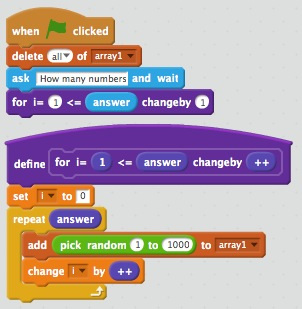 when clicked
delete all of array1
ask How many numbers and wait
for i= 1 <= answer changeby 1
define for i= 1 <= answer changeby ++
set i to 0
repeat answer
add pick random 1 to 1000 to array1
change i by ++